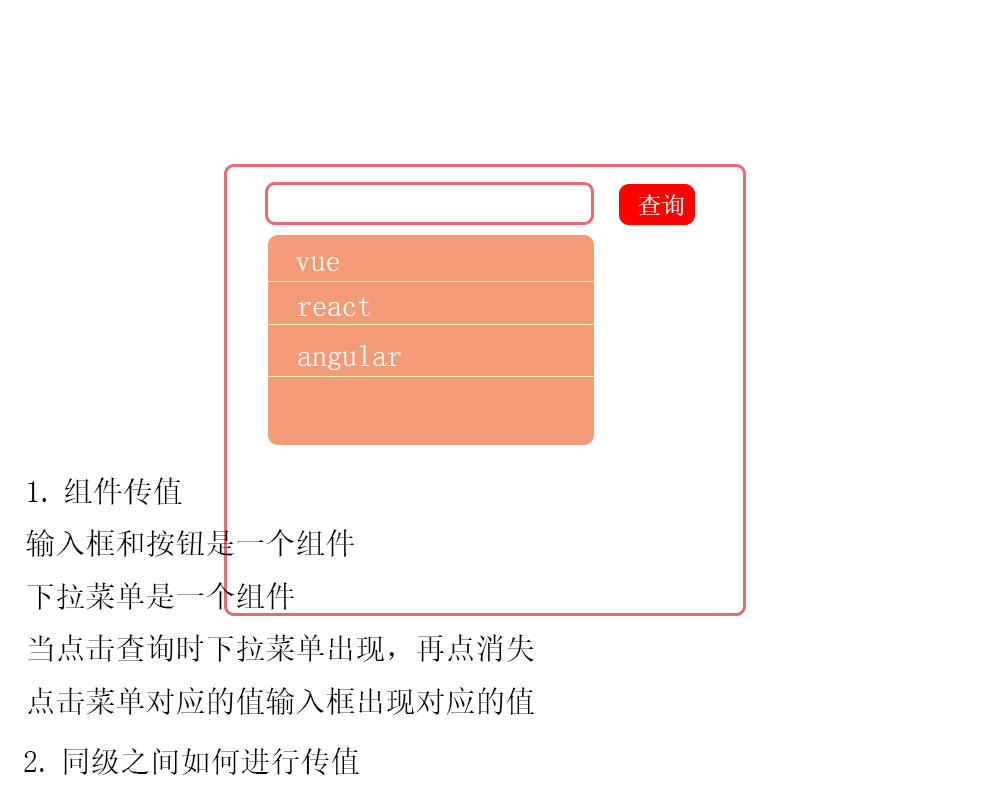 查询
vue
react
angular
1. 组件传值
输入框和按钮是一个组件
下拉菜单是一个组件
当点击查询时下拉菜单出现，再点消失
点击菜单对应的值输入框出现对应的值
2. 同级之间如何进行传值